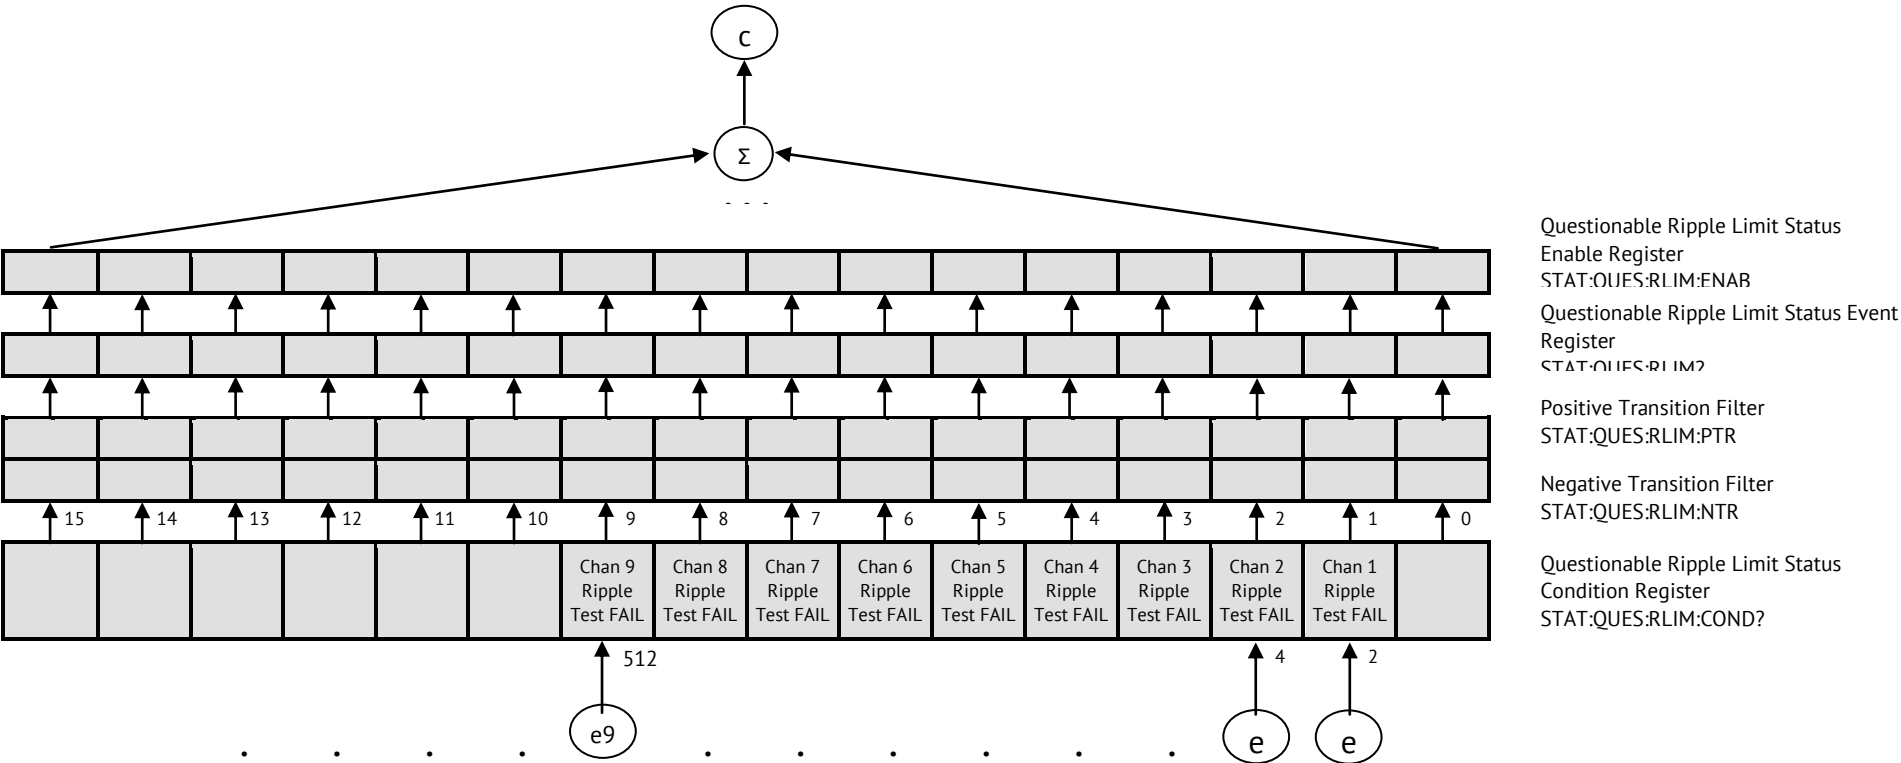 c
Σ
- - -
Questionable Ripple Limit Status
Enable Register
STAT:QUES:RLIM:ENAB
Questionable Ripple Limit Status Event
Register
STAT:QUES:RLIM?
Positive Transition Filter
STAT:QUES:RLIM:PTR
Negative Transition Filter
STAT:QUES:RLIM:NTR
15 14 13 12 11 10 9 8 7 6 5 4 3 2 1 0
Chan 9 Chan 8 Chan 7 Chan 6 Chan 5 Chan 4 Chan 3 Chan 2 Chan 1
Ripple Ripple Ripple Ripple Ripple Ripple Ripple Ripple Ripple
Test FAIL Test FAIL Test FAIL Test FAIL Test FAIL Test FAIL Test FAIL Test FAIL Test FAIL
Questionable Ripple Limit Status
Condition Register
STAT:QUES:RLIM:COND?
512 4 2
e9 e e
. . . . . . . . . .